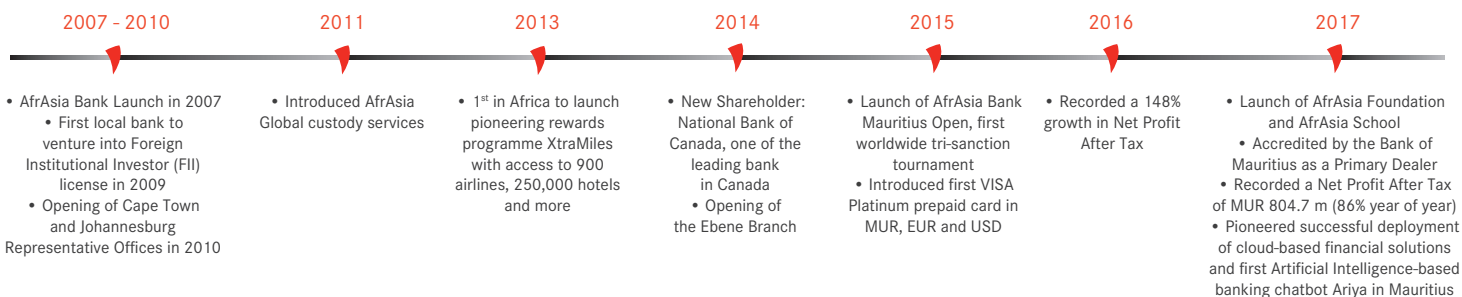 2007 - 2010
• AfrAsia Bank Launch in 2007
• First local bank to
venture into Foreign
Institutional Investor (FII)
license in 2009
• Opening of Cape Town
and Johannesburg
Representative Offices in 2010
2011
• Introduced AfrAsia
Global custody services
2013
• 1st in Africa to launch
pioneering rewards
programme XtraMiles
with access to 900
airlines, 250,000 hotels
and more
2014
• New Shareholder:
National Bank of
Canada, one of the
leading bank
in Canada
• Opening of
the Ebene Branch
2015
• Launch of AfrAsia Bank
Mauritius Open, first
worldwide tri-sanction
tournament
• Introduced first VISA
Platinum prepaid card in
MUR, EUR and USD
2016
• Recorded a 148%
growth in Net Profit
After Tax
2017
• Launch of AfrAsia Foundation
and AfrAsia School
• Accredited by the Bank of
Mauritius as a Primary Dealer
• Recorded a Net Profit After Tax
of MUR 804.7 m (86% year of year)
• Pioneered successful deployment
of cloud-based financial solutions
and first Artificial Intelligence-based
banking chatbot Ariya in Mauritius